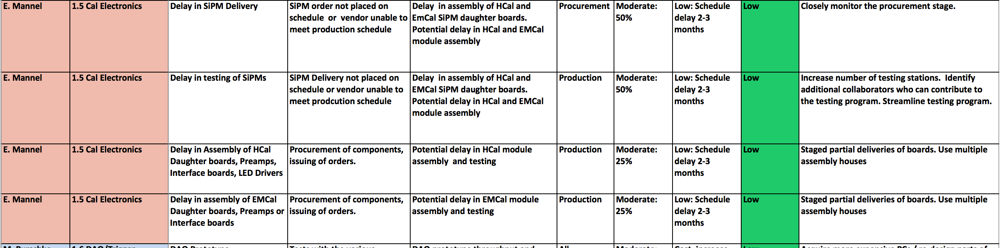 E. Mannel
1.5 Cal Electronics
Delay in SiPM Delivery
SiPM order not placed on
schedule or vendor unable to
meet production schedule
Delay in assembly of HCal and
EmCal SiPM daughter boards.
Potential delay in HCal and EMCal
module assembly
Procurement
Moderate:
50%
Low: Schedule
delay 2-3
months
Low
Closely monitor the procurement stage.
E. Mannel
1.5 Cal Electronics
Delay in testing of SiPMs
SiPM Delivery not placed on
schedule or vendor unable to
meet prodcution schedule
Delay in assembly of HCal and
EMCal SiPM daughter boards.
Potential delay in HCal and EMCal
module assembly
Production
Moderate:
50%
Low: Schedule
delay 2-3
months
Low
Increase number of testing stations. Identify
additional collaborators who can contribute to
the testing program. Streamline testing program.
E. Mannel
1.5 Cal Electronics
Delay in Assembly of HCal
Daughter boards, Preamps,
Interface boards, LED Drivers
Procurement of components,
issuing of orders.
Potential delay in HCal module
assembly and testing
Production
Moderate:
25%
Low: Schedule
delay 2-3
months
Low
Staged partial deliveries of boards. Use multiple
assembly houses
E. Mannel
1.5 Cal Electronics
Delay in assembly of EMCal
Daughter boards, Preamps or
Interface boards
Procurement of components,
issuing of orders.
Potential delay in EMCal module
assembly and testing
Production
Moderate:
25%
Low: Schedule
delay 2-3
months
Low
Staged partial deliveries of boards. Use multiple
assembly houses